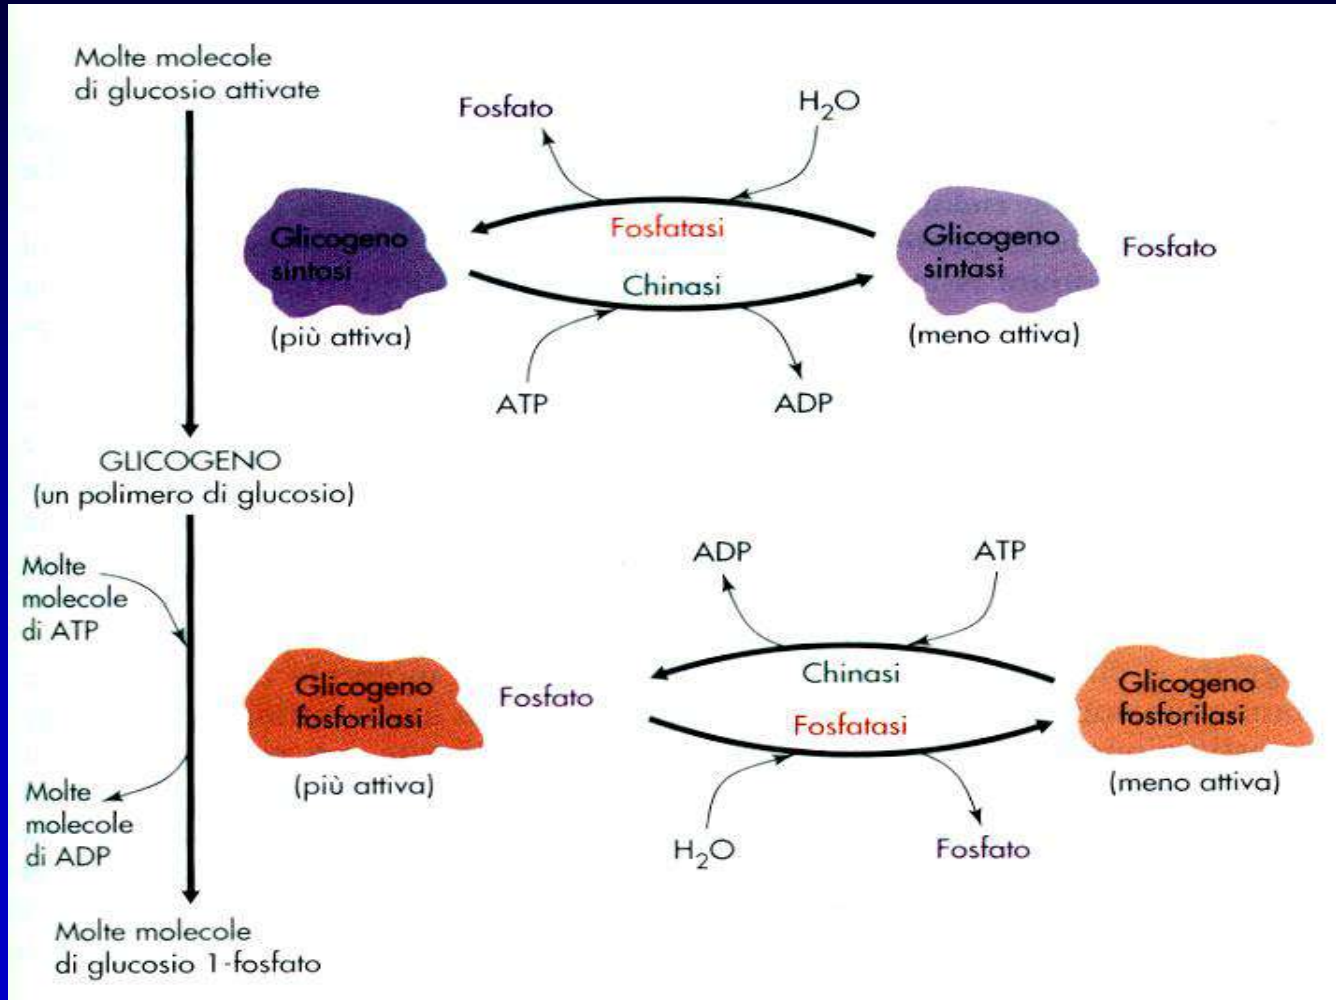 Molte molecole
di glucosio attivate
Fosfato
H₂O
Glicogeno
sintasi
(più attiva)
Fosfatasi
Chinasi
Glicogeno
sintasi
(meno attiva)
Fosfato
ATP
ADP
GLICOGENO
(un polimero di glucosio)
Molte
molecole
di ATP
ADP
ATP
Glicogeno
fosforilasi
(più attiva)
Fosfato
Chinasi
Fosfatasi
Glicogeno
fosforilasi
(meno attiva)
Molte
molecole
di ADP
H₂O
Fosfato
Molte molecole
di glucosio 1-fosfato